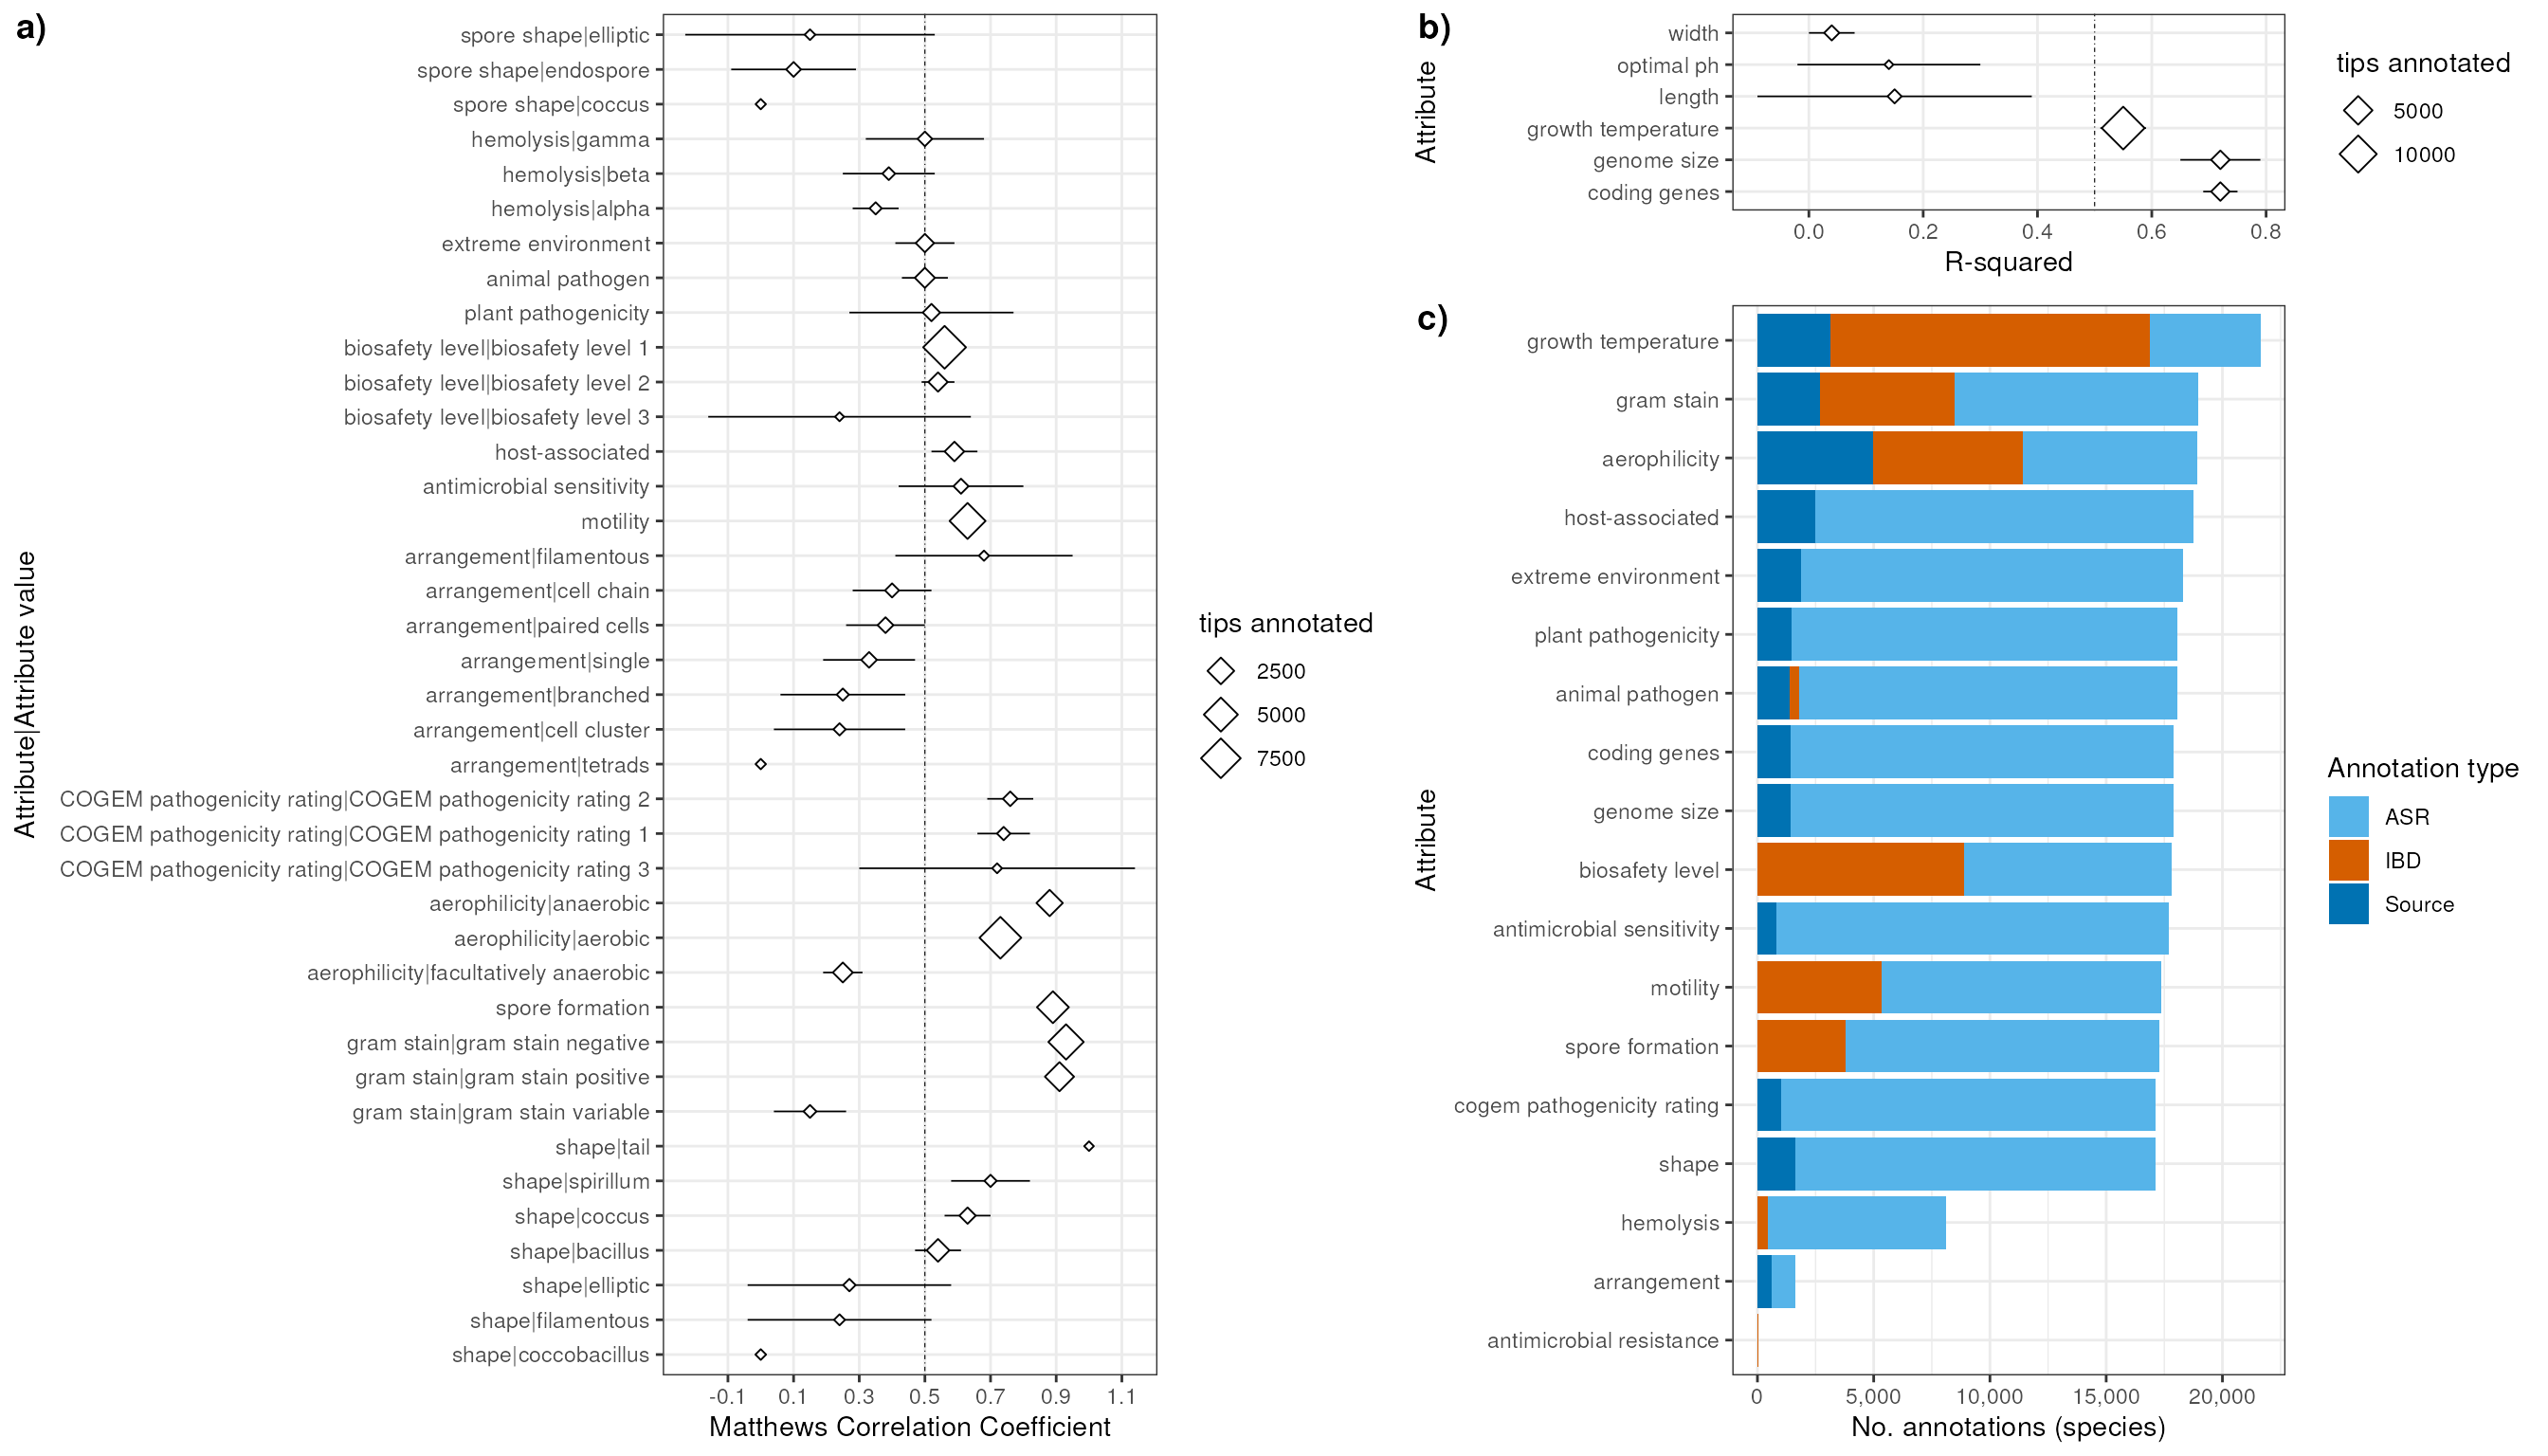 a)
spore shape|elliptic
spore shape|endospore
spore shape|coccus
hemolysis|gamma
hemolysis|beta
hemolysis|alpha
extreme environment
animal pathogen
plant pathogenicity
biosafety level|biosafety level 1
biosafety level|biosafety level 2
biosafety level|biosafety level 3
host-associated
antimicrobial sensitivity
motility
arrangement|filamentous
arrangement|cell chain
arrangement|paired cells
arrangement|single
arrangement|branched
arrangement|cell cluster
arrangement|tetrads
COGEM pathogenicity rating|COGEM pathogenicity rating 2
COGEM pathogenicity rating|COGEM pathogenicity rating 1
COGEM pathogenicity rating|COGEM pathogenicity rating 3
aerophilicity|anaerobic
aerophilicity|aerobic
aerophilicity|facultatively anaerobic
spore formation
gram stain|gram stain negative
gram stain|gram stain positive
gram stain|gram stain variable
shape|tail
shape|spirillum
shape|coccus
shape|bacillus
shape|elliptic
shape|filamentous
shape|coccobacillus
Attribute|Attribute value
-0.1 0.1 0.3 0.5 0.7 0.9 1.1
Matthews Correlation Coefficient
tips annotated
2500
5000
7500
b)
width
optimal ph
length
growth temperature
genome size
coding genes
Attribute
0.0 0.2 0.4 0.6 0.8
R-squared
tips annotated
5000
10000
c)
growth temperature
gram stain
aerophilicity
host-associated
extreme environment
plant pathogenicity
animal pathogen
coding genes
genome size
biosafety level
antimicrobial sensitivity
motility
spore formation
cogem pathogenicity rating
shape
hemolysis
arrangement
antimicrobial resistance
Attribute
0 5,000 10,000 15,000 20,000
No. annotations (species)
Annotation type
ASR
IBD
Source